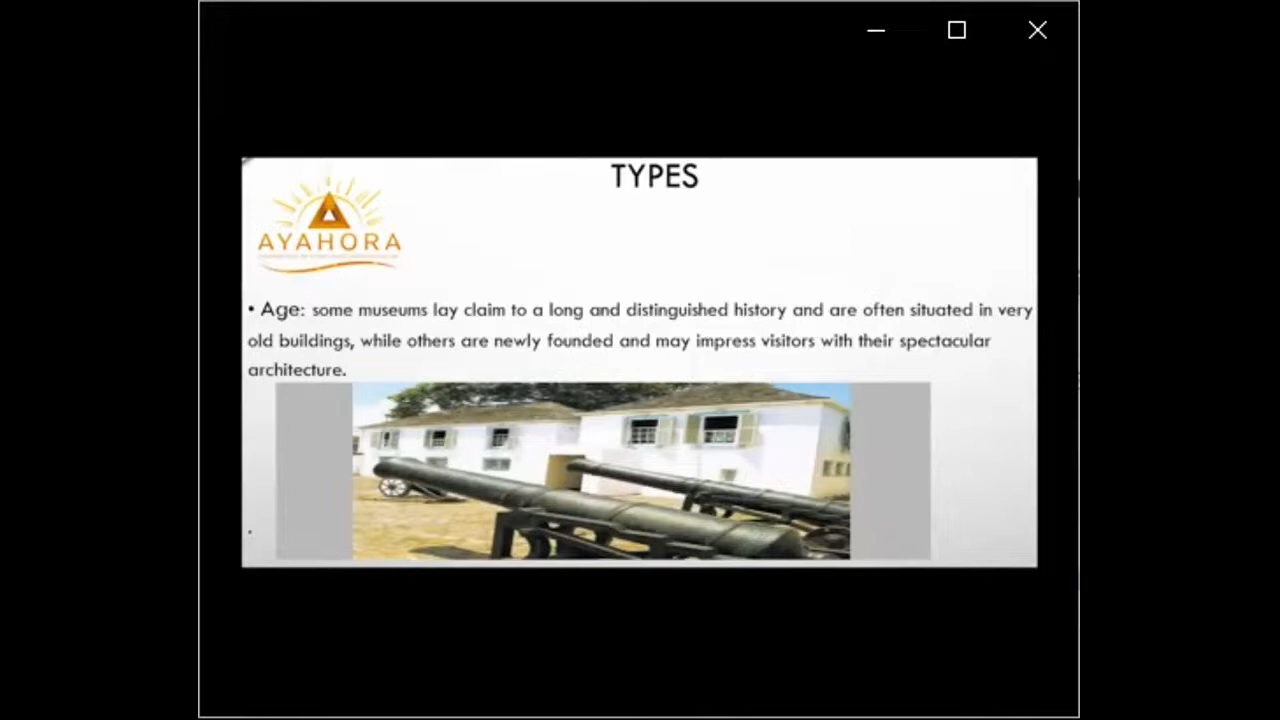 TYPES
AYAHORA
• Age: some museums lay claim to a long and distinguished history and are often situated in very
old buildings, while others are newly founded and may impress visitors with their spectacular
architecture.